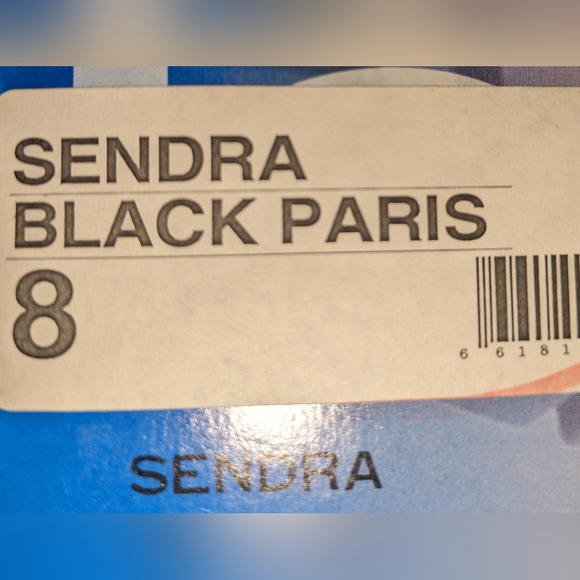 SENDRA
BLACK PARIS
8
6 6181
SENDRA